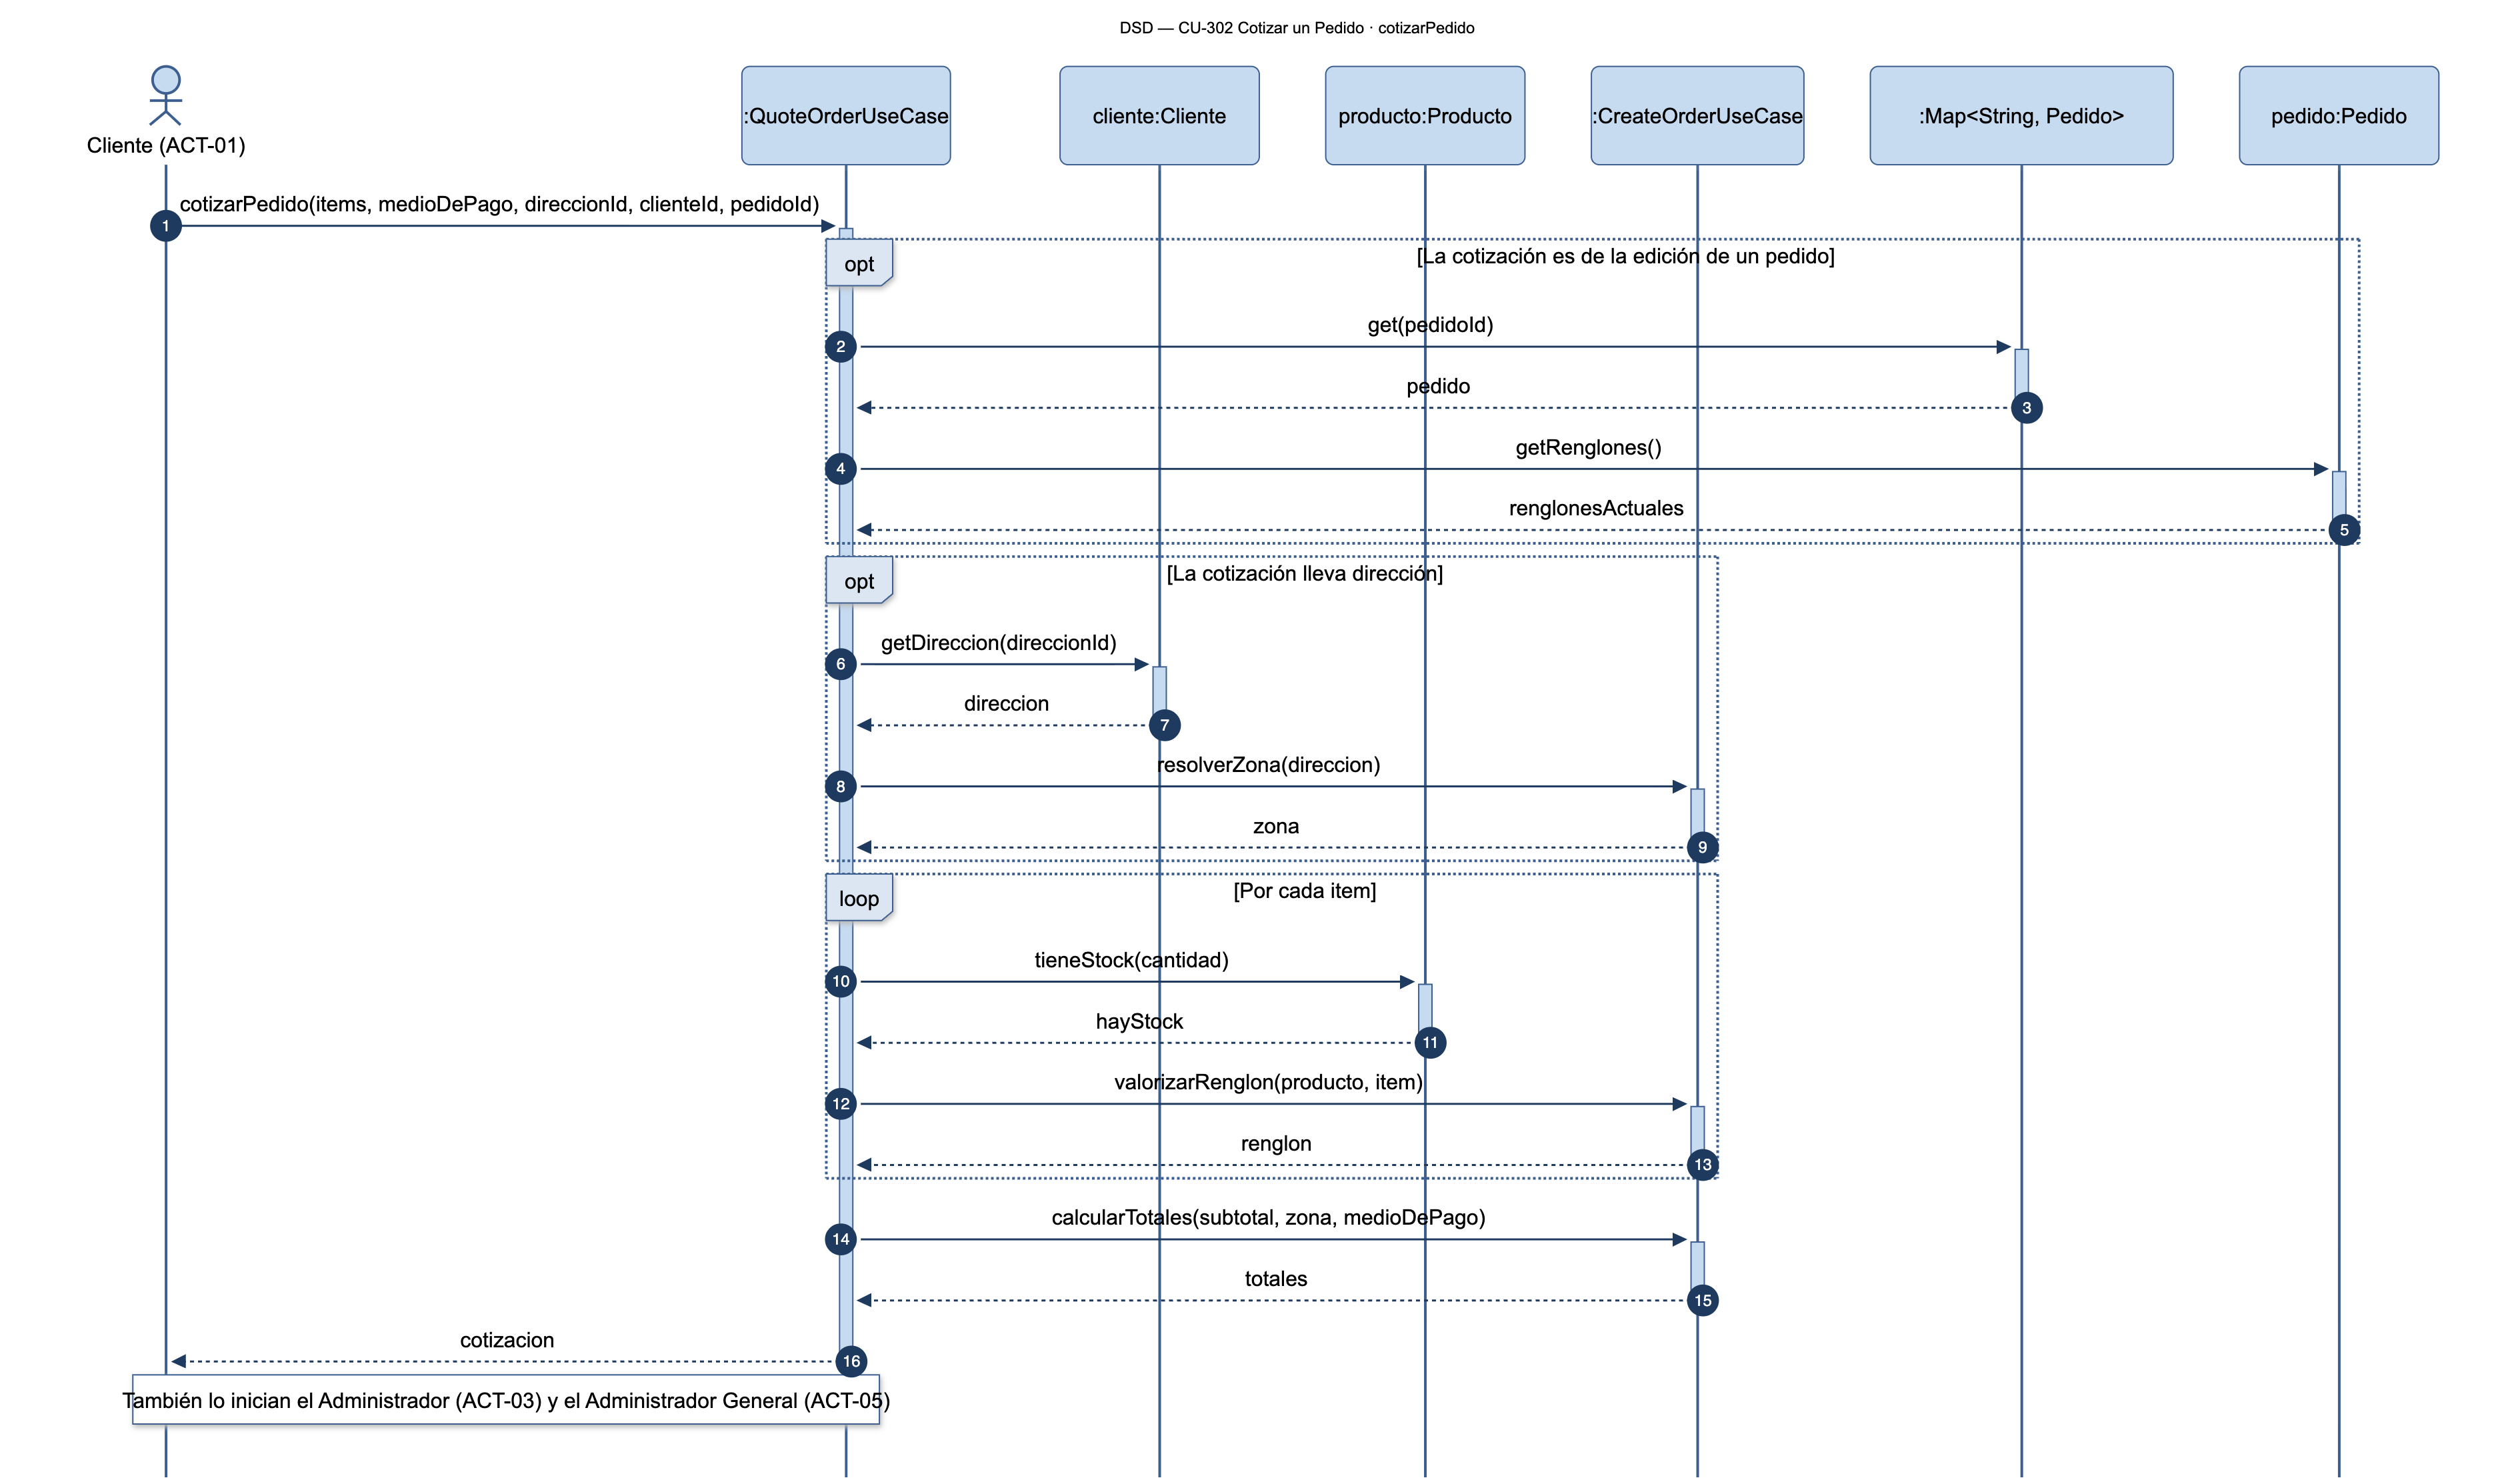 DSD — CU-302 Cotizar un Pedido · cotizarPedido
Cliente (ACT-01)
:QuoteOrderUseCase
cliente:Cliente
producto:Producto
:CreateOrderUseCase
:Map<String, Pedido>
pedido:Pedido
cotizarPedido(items, medioDePago, direccionId, clienteId, pedidoId)
1
opt
[La cotización es de la edición de un pedido]
get(pedidoId)
2
pedido
3
getRenglones()
4
renglonesActuales
5
opt
[La cotización lleva dirección]
getDireccion(direccionId)
6
direccion
7
resolverZona(direccion)
8
zona
9
loop
[Por cada item]
tieneStock(cantidad)
10
hayStock
11
valorizarRenglon(producto, item)
12
renglon
13
calcularTotales(subtotal, zona, medioDePago)
14
totales
15
cotizacion
16
También lo inician el Administrador (ACT-03) y el Administrador General (ACT-05)